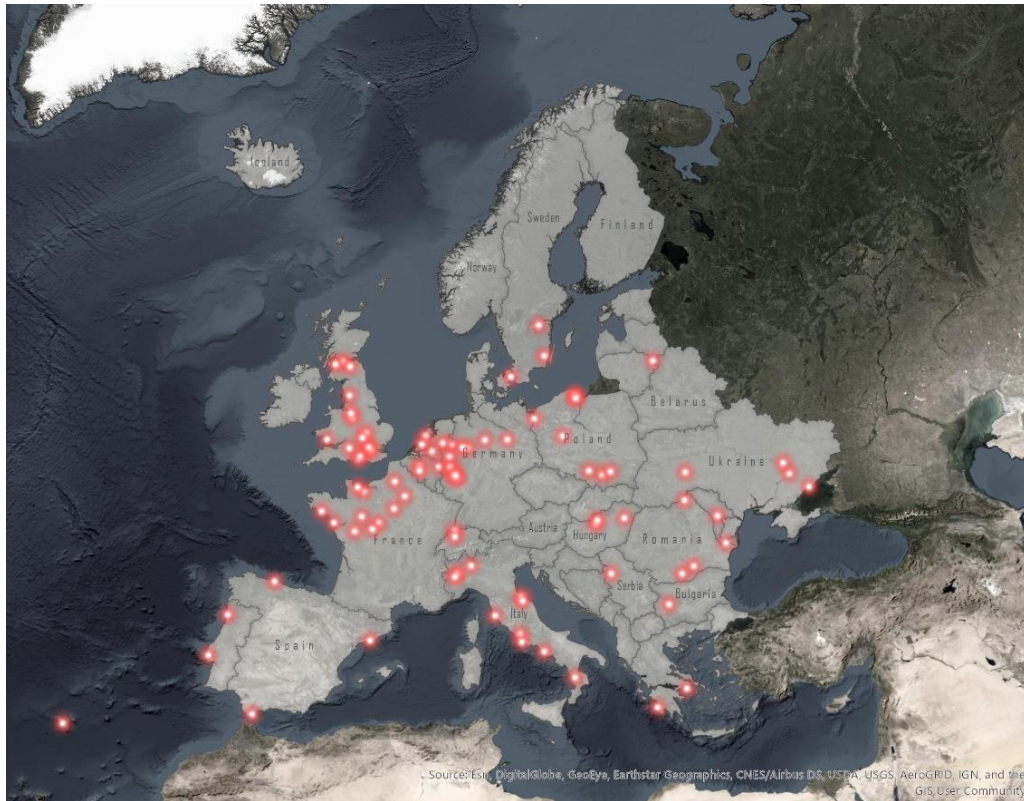 Iceland
Sweden
Finland
Norway
Belarus
Poland
Germany
Ukraine
Austria
Hungary
France
Romania
Serbia
Bulgaria
Italy
Spain
Source: Esri, DigitalGlobe, GeoEye, Earthstar Geographics, CNES/Airbus DS, USDA, USGS, AeroGRID, IGN, and the
GIS User Community